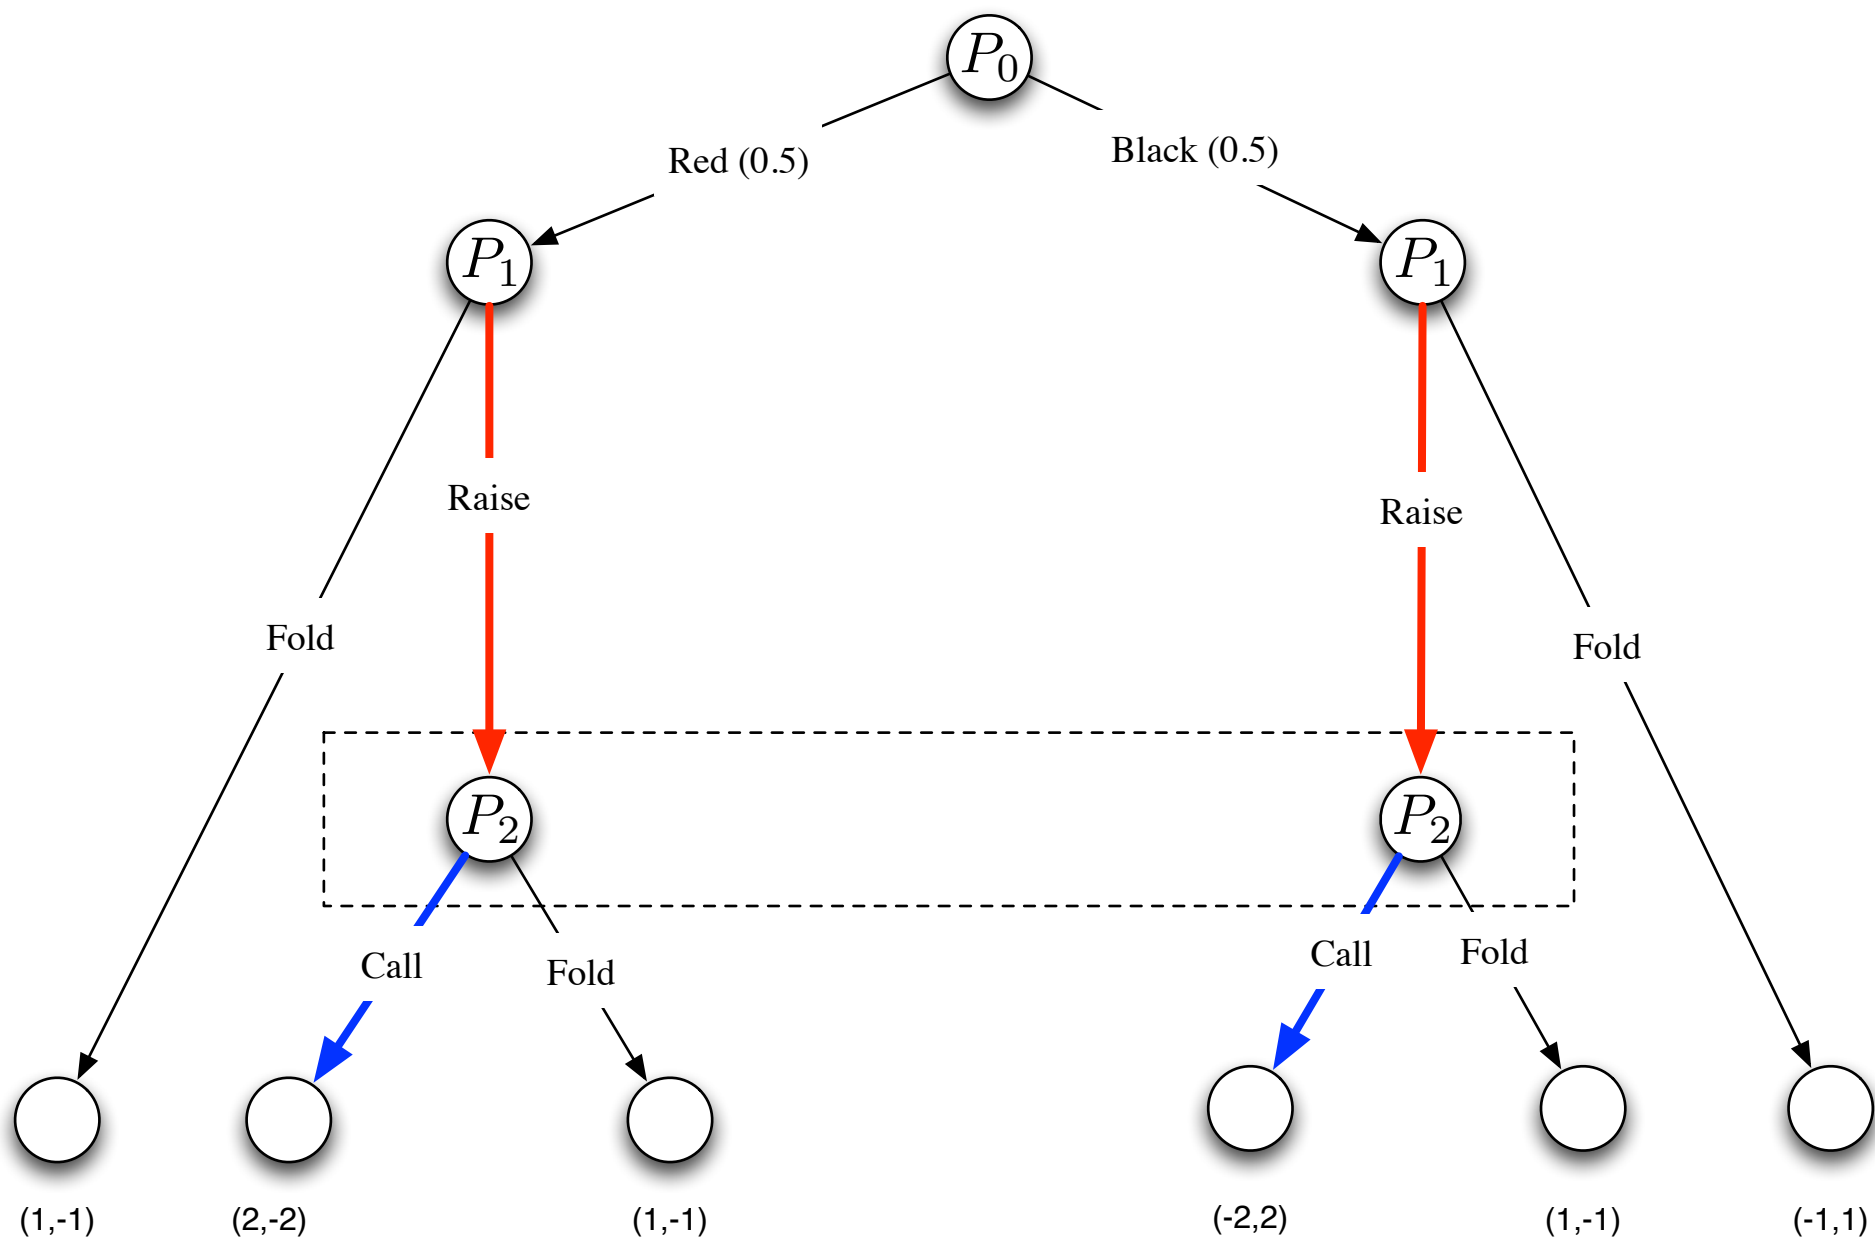 P0
Red (0.5)
Black (0.5)
P1
P1
Raise
Raise
Fold
Fold
P2
P2
Call
Fold
Call
Fold
(1,-1)
(2,-2)
(1,-1)
(-2,2)
(1,-1)
(-1,1)